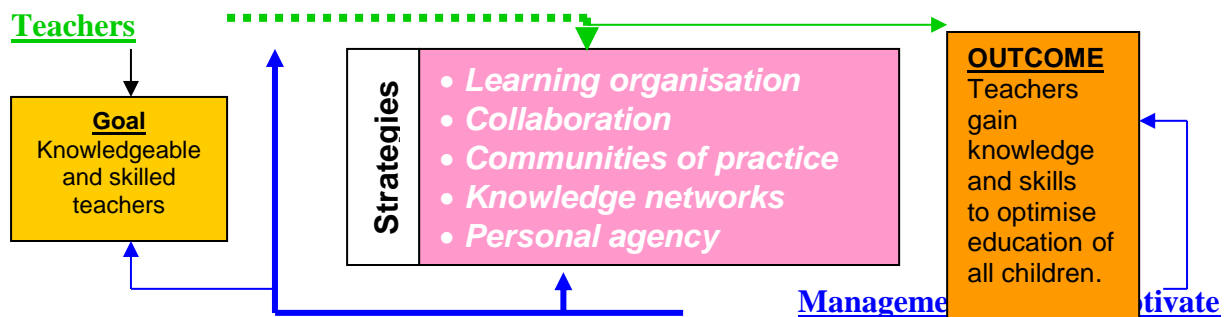 Teachers
Goal
Knowledgeable
and skilled
teachers
Strategies
• Learning organisation
• Collaboration
• Communities of practice
• Knowledge networks
• Personal agency
OUTCOME
Teachers
gain
knowledge
and skills
to optimise
education of
all children.